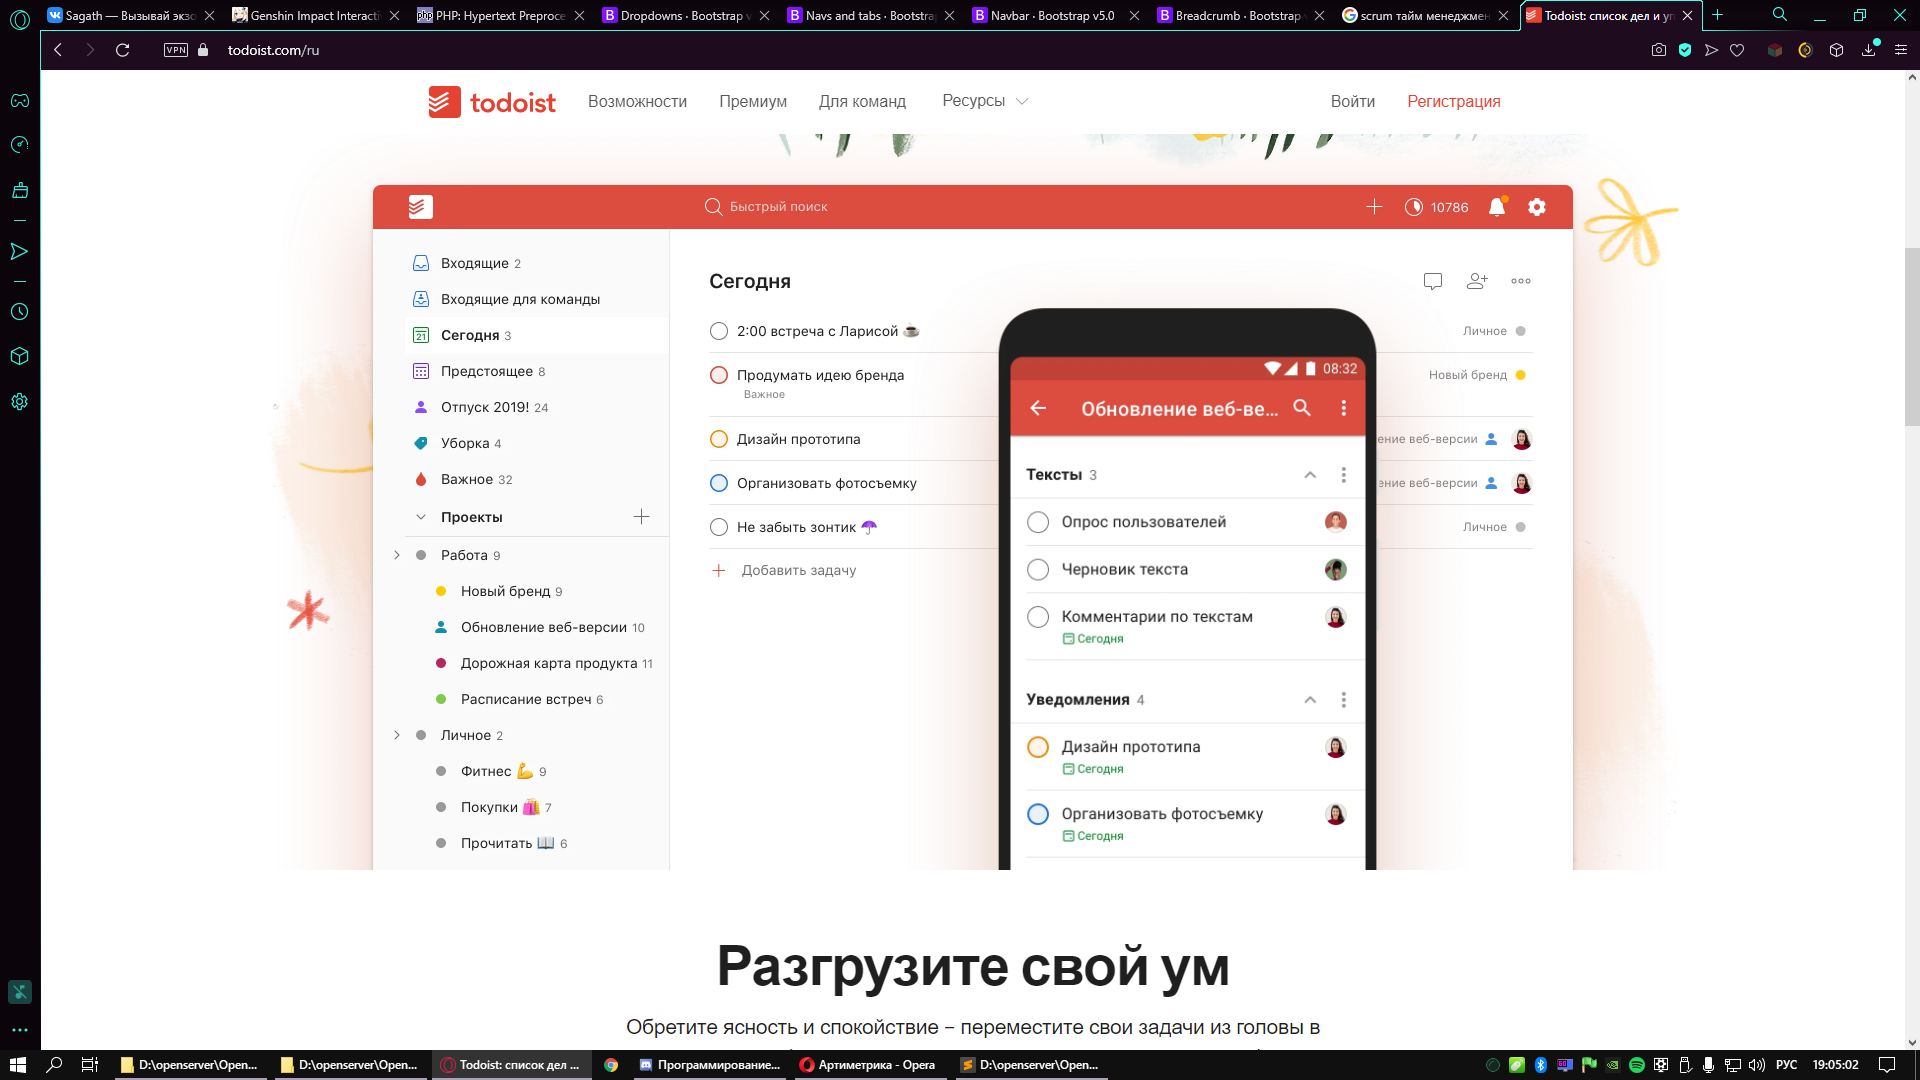 Sagath — Вызывай экзо
Genshin Impact Interactiv
PHP: Hypertext Preproce
Dropdowns · Bootstrap v
Navs and tabs · Bootstrap
Navbar · Bootstrap v5.0
Breadcrumb · Bootstrap v
scrum тайм менеджмен
Todoist: список дел и уп
VPN
todoist.com/ru
todoist
Возможности
Премиум
Для команд
Ресурсы
Войти
Регистрация
Быстрый поиск
10786
Входящие 2
Входящие для команды
21 Сегодня 3
Предстоящее 8
Отпуск 2019! 24
Уборка 4
Важное 32
Проекты
Работа 9
Новый бренд 9
Обновление веб-версии 10
Дорожная карта продукта 11
Расписание встреч 6
Личное 2
Фитнес 💪 9
Покупки 🛍 7
Прочитать 📖 6
Сегодня
2:00 встреча с Ларисой ☕ Личное
Продумать идею бренда Новый бренд
Важное
Дизайн прототипа ение веб-версии
Организовать фотосъемку ение веб-версии
Не забыть зонтик ☂ Личное
Добавить задачу
08:32
Обновление веб-ве...
Тексты 3
Опрос пользователей
Черновик текста
Комментарии по текстам
Сегодня
Уведомления 4
Дизайн прототипа
Сегодня
Организовать фотосъемку
Сегодня
Разгрузите свой ум
Обретите ясность и спокойствие – переместите свои задачи из головы в
D:\openserver\Open...
D:\openserver\Open...
Todoist: список дел ...
Программирование...
Артиметрика - Opera
D:\openserver\Open...
РУС
19:05:02